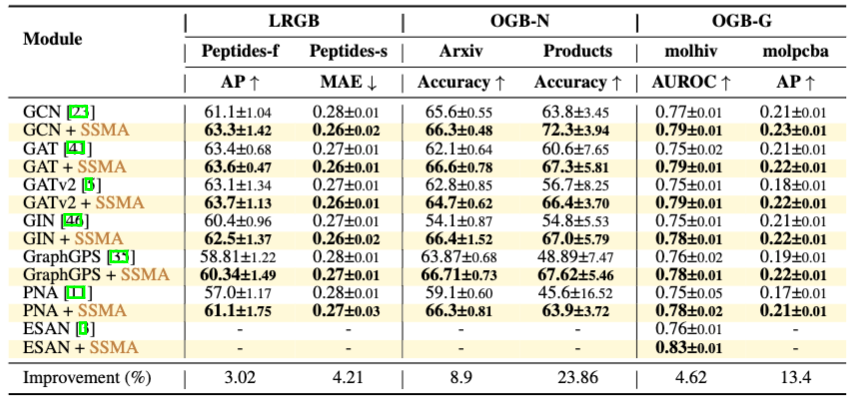 Module | LRGB | OGB-N | OGB-G
Peptides-f Peptides-s | Arxiv Products | molhiv molpcba
AP ↑ MAE ↓ | Accuracy ↑ Accuracy ↑ | AUROC ↑ AP ↑
GCN [23] | 61.1±1.04 0.28±0.01 | 65.6±0.55 63.8±3.45 | 0.77±0.01 0.21±0.01
GCN + SSMA | 63.3±1.42 0.26±0.02 | 66.3±0.48 72.3±3.94 | 0.79±0.01 0.23±0.01
GAT [41] | 63.4±0.68 0.27±0.01 | 62.1±0.64 60.6±7.65 | 0.75±0.02 0.21±0.01
GAT + SSMA | 63.6±0.47 0.26±0.01 | 66.6±0.78 67.3±5.81 | 0.79±0.01 0.22±0.01
GATv2 [5] | 63.1±1.34 0.27±0.01 | 62.8±0.85 56.7±8.25 | 0.75±0.01 0.18±0.01
GATv2 + SSMA | 63.7±1.13 0.26±0.01 | 64.7±0.62 66.4±3.70 | 0.79±0.01 0.22±0.01
GIN [46] | 60.4±0.96 0.27±0.01 | 54.1±0.87 54.8±5.53 | 0.75±0.01 0.21±0.01
GIN + SSMA | 62.5±1.37 0.26±0.02 | 66.4±1.52 67.0±5.79 | 0.78±0.01 0.22±0.01
GraphGPS [35] | 58.81±1.22 0.28±0.01 | 63.87±0.68 48.89±7.47 | 0.76±0.02 0.19±0.01
GraphGPS + SSMA | 60.34±1.49 0.27±0.01 | 66.71±0.73 67.62±5.46 | 0.78±0.01 0.22±0.01
PNA [11] | 57.0±1.17 0.28±0.01 | 59.1±0.60 45.6±16.52 | 0.75±0.05 0.17±0.01
PNA + SSMA | 61.1±1.75 0.27±0.03 | 66.3±0.81 63.9±3.72 | 0.78±0.02 0.21±0.01
ESAN [3] | - - | - - | 0.76±0.01 -
ESAN + SSMA | - - | - - | 0.83±0.01 -
Improvement (%) | 3.02 4.21 | 8.9 23.86 | 4.62 13.4